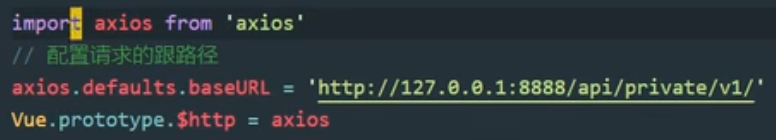 import axios from 'axios'
// 配置请求的跟路径
axios.defaults.baseURL = 'http://127.0.0.1:8888/api/private/v1/'
Vue.prototype.$http = axios